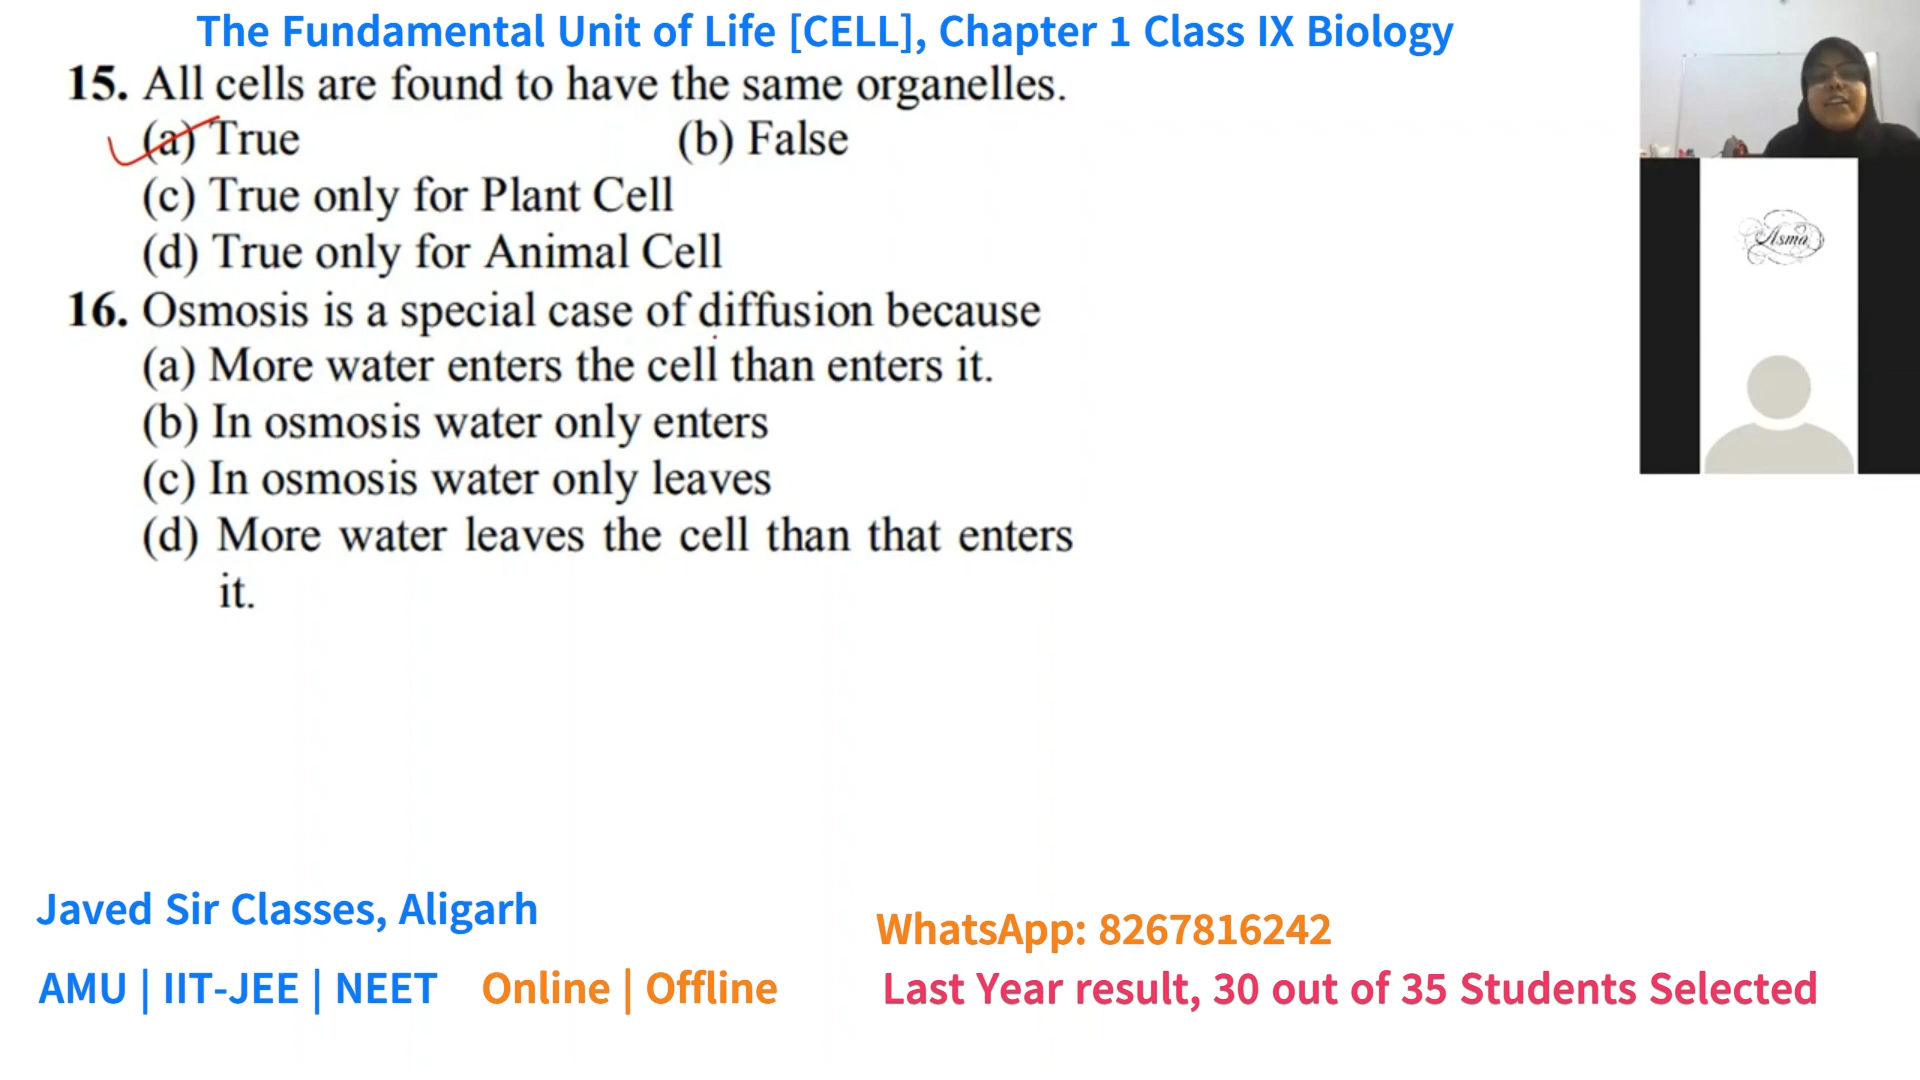 The Fundamental Unit of Life [CELL], Chapter 1 Class IX Biology
15. All cells are found to have the same organelles.
(a) True (b) False
(c) True only for Plant Cell
(d) True only for Animal Cell
16. Osmosis is a special case of diffusion because
(a) More water enters the cell than enters it.
(b) In osmosis water only enters
(c) In osmosis water only leaves
(d) More water leaves the cell than that enters
it.
Asma
Javed Sir Classes, Aligarh
WhatsApp: 8267816242
AMU | IIT-JEE | NEET Online | Offline
Last Year result, 30 out of 35 Students Selected